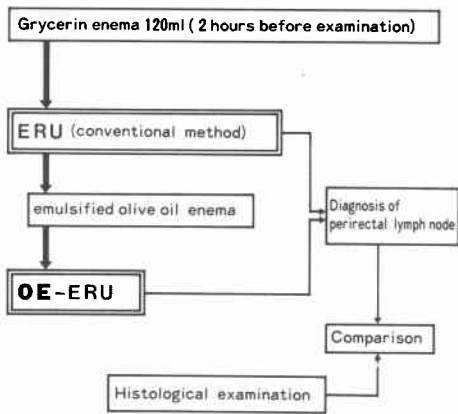 Grycerin enema 120ml ( 2 hours before examination)
ERU (conventional method)
emulsified olive oil enema
Diagnosis of
perirectal lymph node
OE-ERU
Comparison
Histological examination